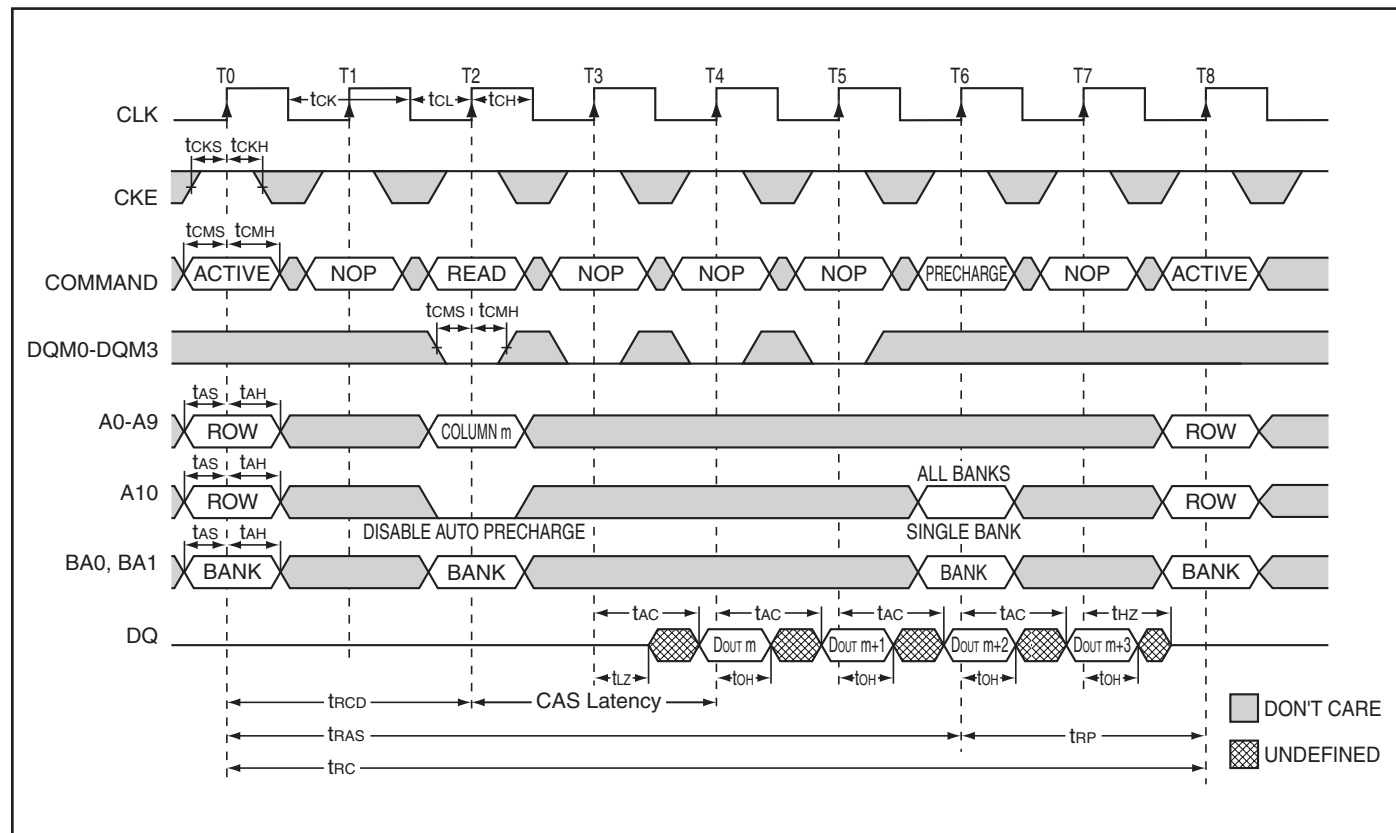 T0 T1 T2 T3 T4 T5 T6 T7 T8
CLK tCK tCL tCH
tCKS tCKH
CKE
tCMS tCMH
COMMAND ACTIVE NOP READ NOP NOP NOP PRECHARGE NOP ACTIVE
tCMS tCMH
DQM0-DQM3
tAS tAH
A0-A9 ROW COLUMN m ROW
tAS tAH ALL BANKS
A10 ROW ROW
tAS tAH DISABLE AUTO PRECHARGE SINGLE BANK
BA0, BA1 BANK BANK BANK BANK
tAC tAC tAC tAC tHZ
DQ DOUT m DOUT m+1 DOUT m+2 DOUT m+3
tLZ tOH tOH tOH tOH
tRCD CAS Latency
DON'T CARE
tRAS tRP
UNDEFINED
tRC